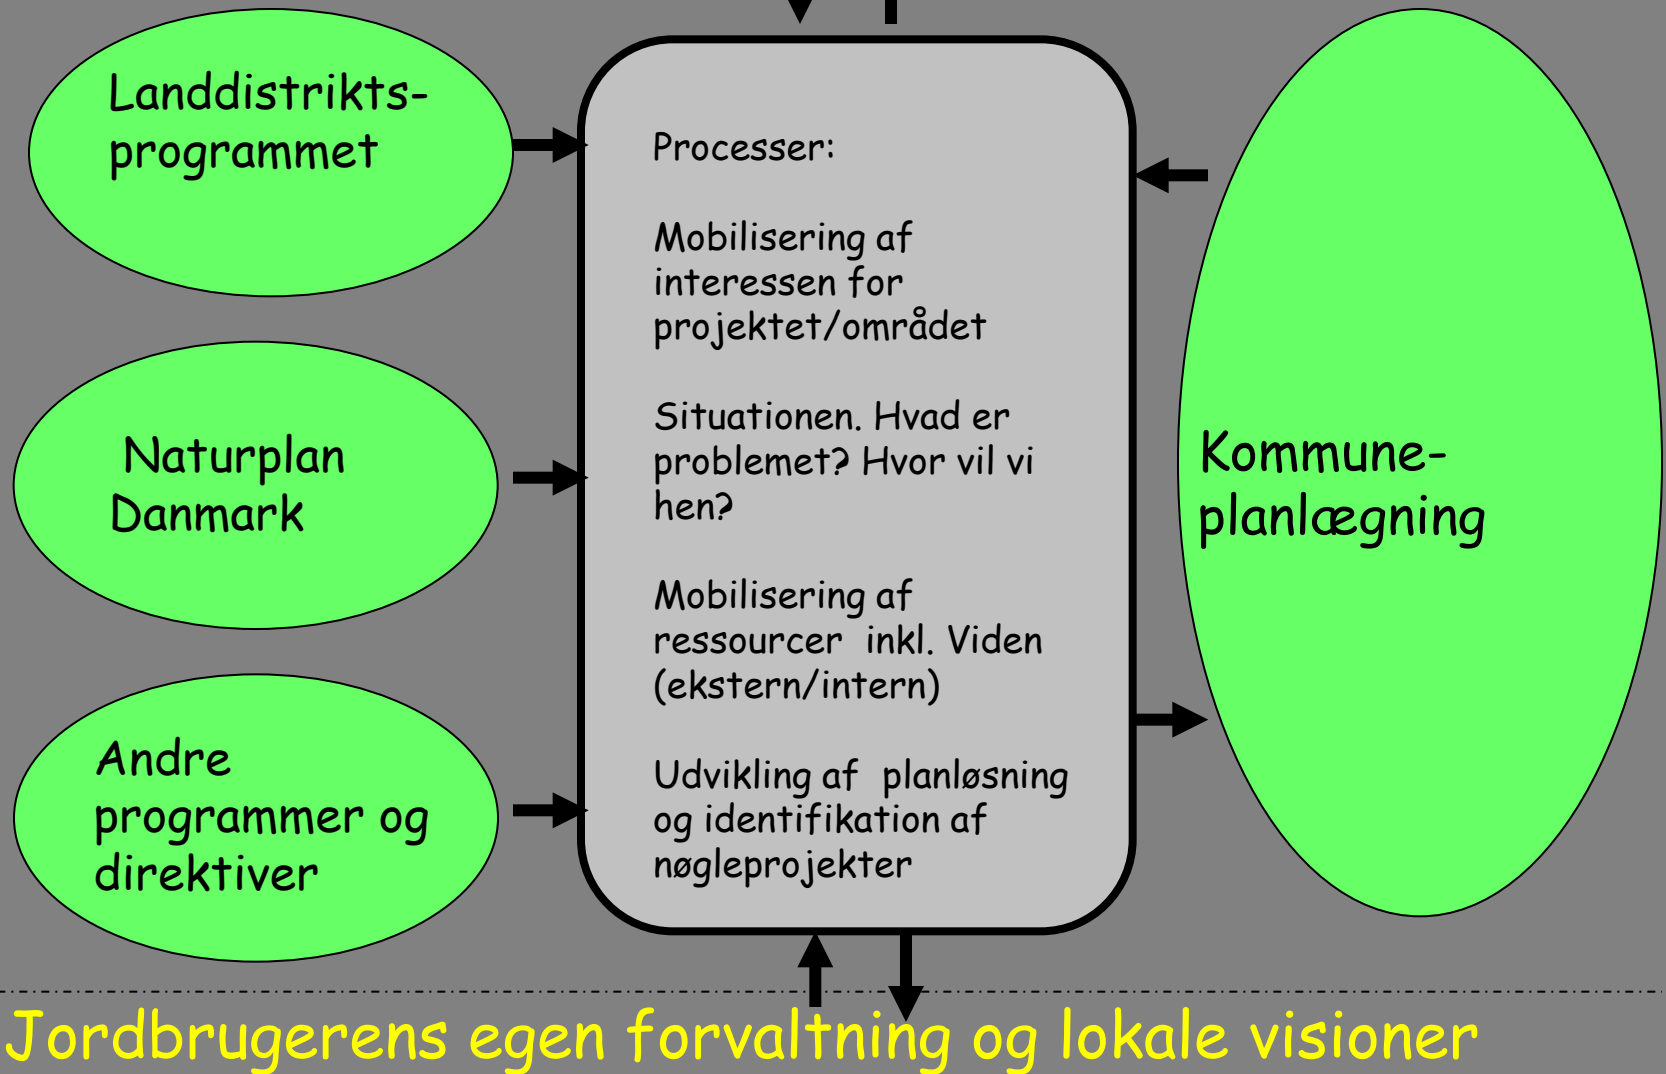 Landdistrikts-
programmet
Naturplan
Danmark
Andre
programmer og
direktiver
Processer:
Mobilisering af
interessen for
projektet/området
Situationen. Hvad er
problemet? Hvor vil vi
hen?
Mobilisering af
ressourcer inkl. Viden
(ekstern/intern)
Udvikling af planløsning
og identifikation af
nøgleprojekter
Kommune-
planlægning
Jordbrugerens egen forvaltning og lokale visioner